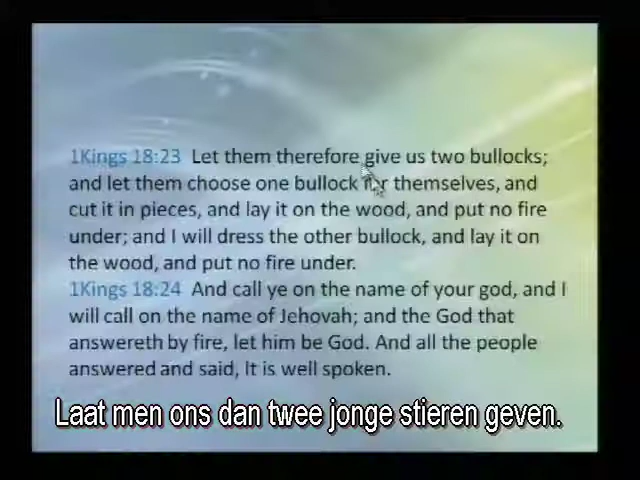 1Kings 18:23 Let them therefore give us two bullocks;
and let them choose one bullock for themselves, and
cut it in pieces, and lay it on the wood, and put no fire
under; and I will dress the other bullock, and lay it on
the wood, and put no fire under.
1Kings 18:24 And call ye on the name of your god, and I
will call on the name of Jehovah; and the God that
answereth by fire, let him be God. And all the people
answered and said, It is well spoken.
Laat men ons dan twee jonge stieren geven.